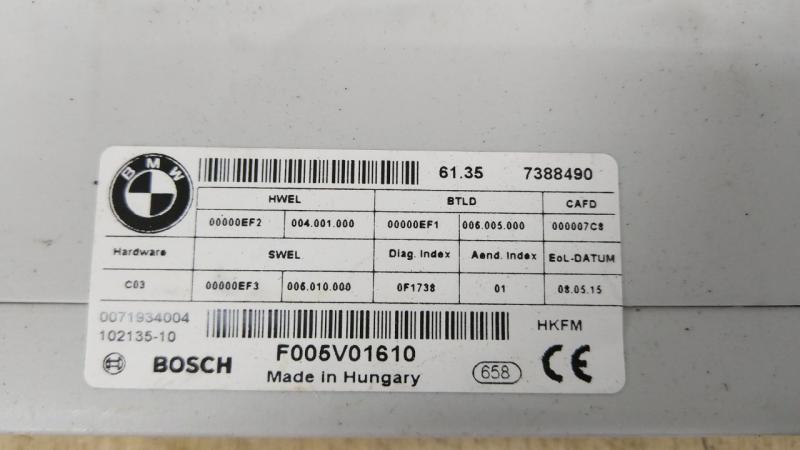 BMW 61.35 7388490
HWEL BTLD CAFD
00000EF2 004.001.000 00000EF1 006.005.000 000007C8
Hardware SWEL Diag. Index Aend. Index EoL-DATUM
C03 00000EF3 006.010.000 0F1738 01 08.05.15
0071934004 HKFM
102135-10
BOSCH F005V01610
Made in Hungary 658 CE